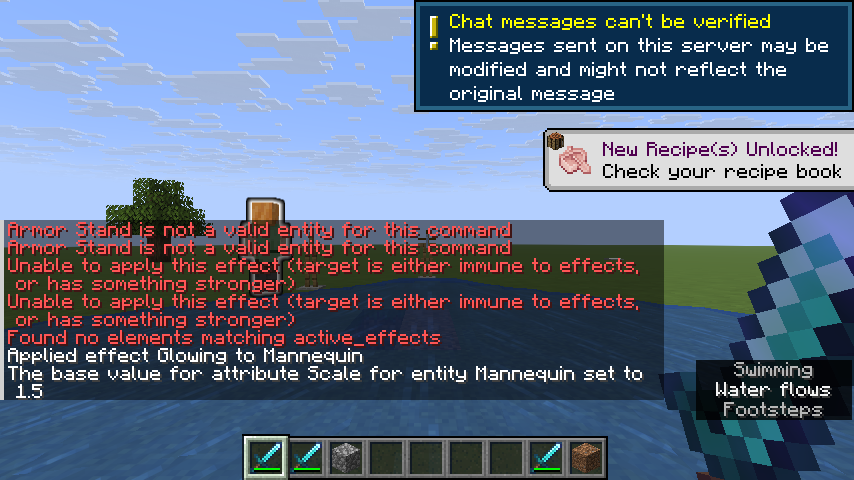 Chat messages can't be verified
Messages sent on this server may be
modified and might not reflect the
original message
New Recipe(s) Unlocked!
Check your recipe book
Armor Stand is not a valid entity for this command
Armor Stand is not a valid entity for this command
Unable to apply this effect (target is either immune to effects,
or has something stronger)
Unable to apply this effect (target is either immune to effects,
or has something stronger)
Found no elements matching active_effects
Applied effect Glowing to Mannequin
The base value for attribute Scale for entity Mannequin set to
1.5
Swimming
Water flows
Footsteps